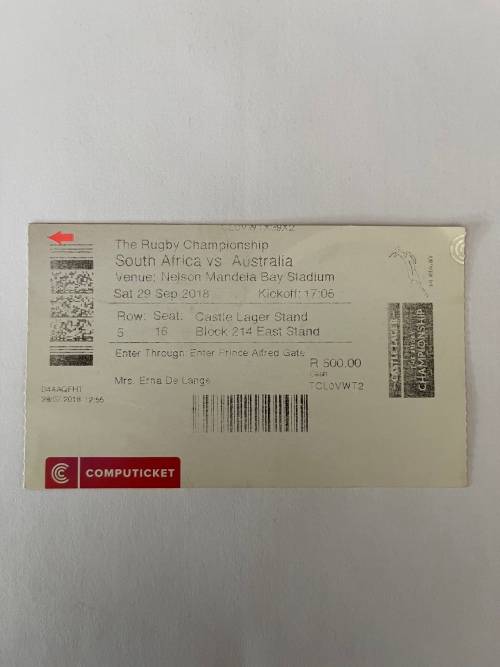 The Rugby Championship
South Africa vs Australia
Venue: Nelson Mandela Bay Stadium
Sat 29 Sep 2018 Kickoff: 17:05
Row: Seat: Castle Lager Stand
5 16 Block 214 East Stand
Enter Through: Enter Prince Alfred Gate
R 500.00
Mrs. Erna De Lange
TCL0VWT2
CASTLE LAGER
CHAMPIONSHIP
COMPUTICKET